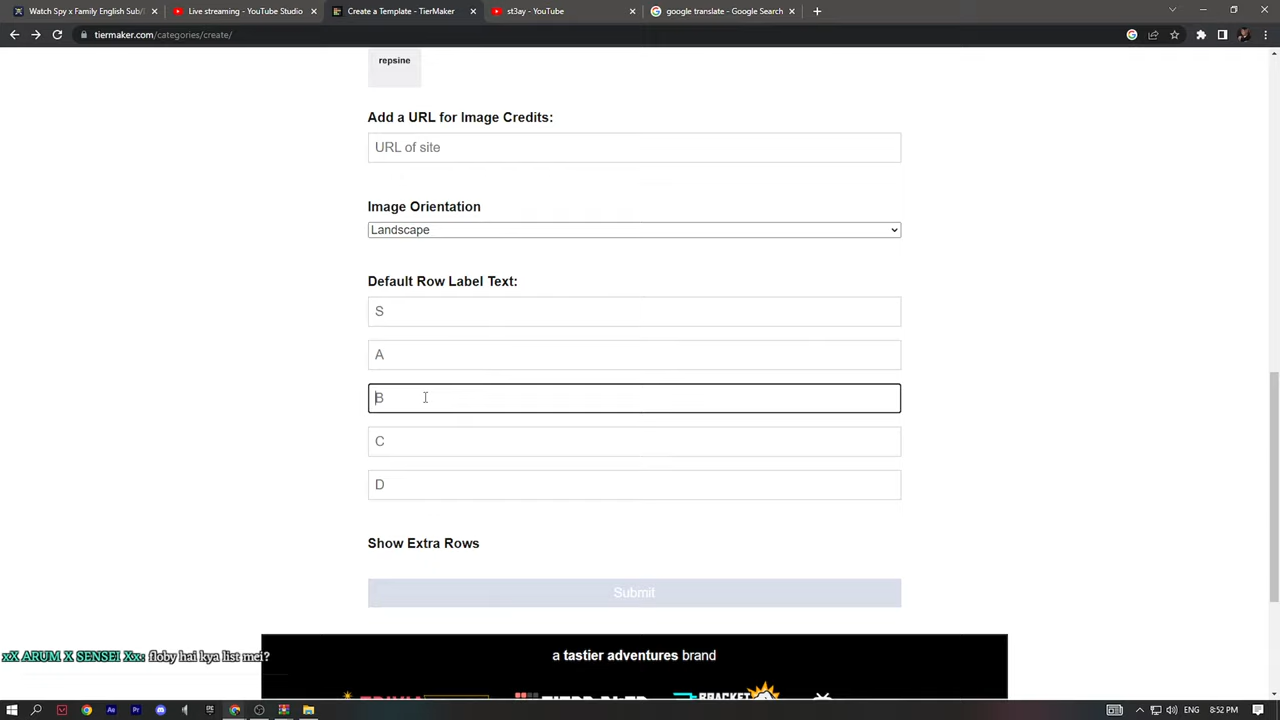 Watch Spy x Family English Sub/
Live streaming - YouTube Studio
Create a Template - TierMaker
st3ay - YouTube
google translate - Google Search
tiermaker.com/categories/create/
repsine
Add a URL for Image Credits:
URL of site
Image Orientation
Landscape
Default Row Label Text:
S
A
B
C
D
Show Extra Rows
Submit
a tastier adventures brand
xX ARUM X SENSEI Xx: floby hai kya list mei?
BRACKET
ENG
8:52 PM